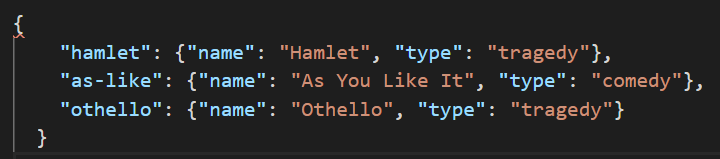 {
"hamlet": {"name": "Hamlet", "type": "tragedy"},
"as-like": {"name": "As You Like It", "type": "comedy"},
"othello": {"name": "Othello", "type": "tragedy"}
}